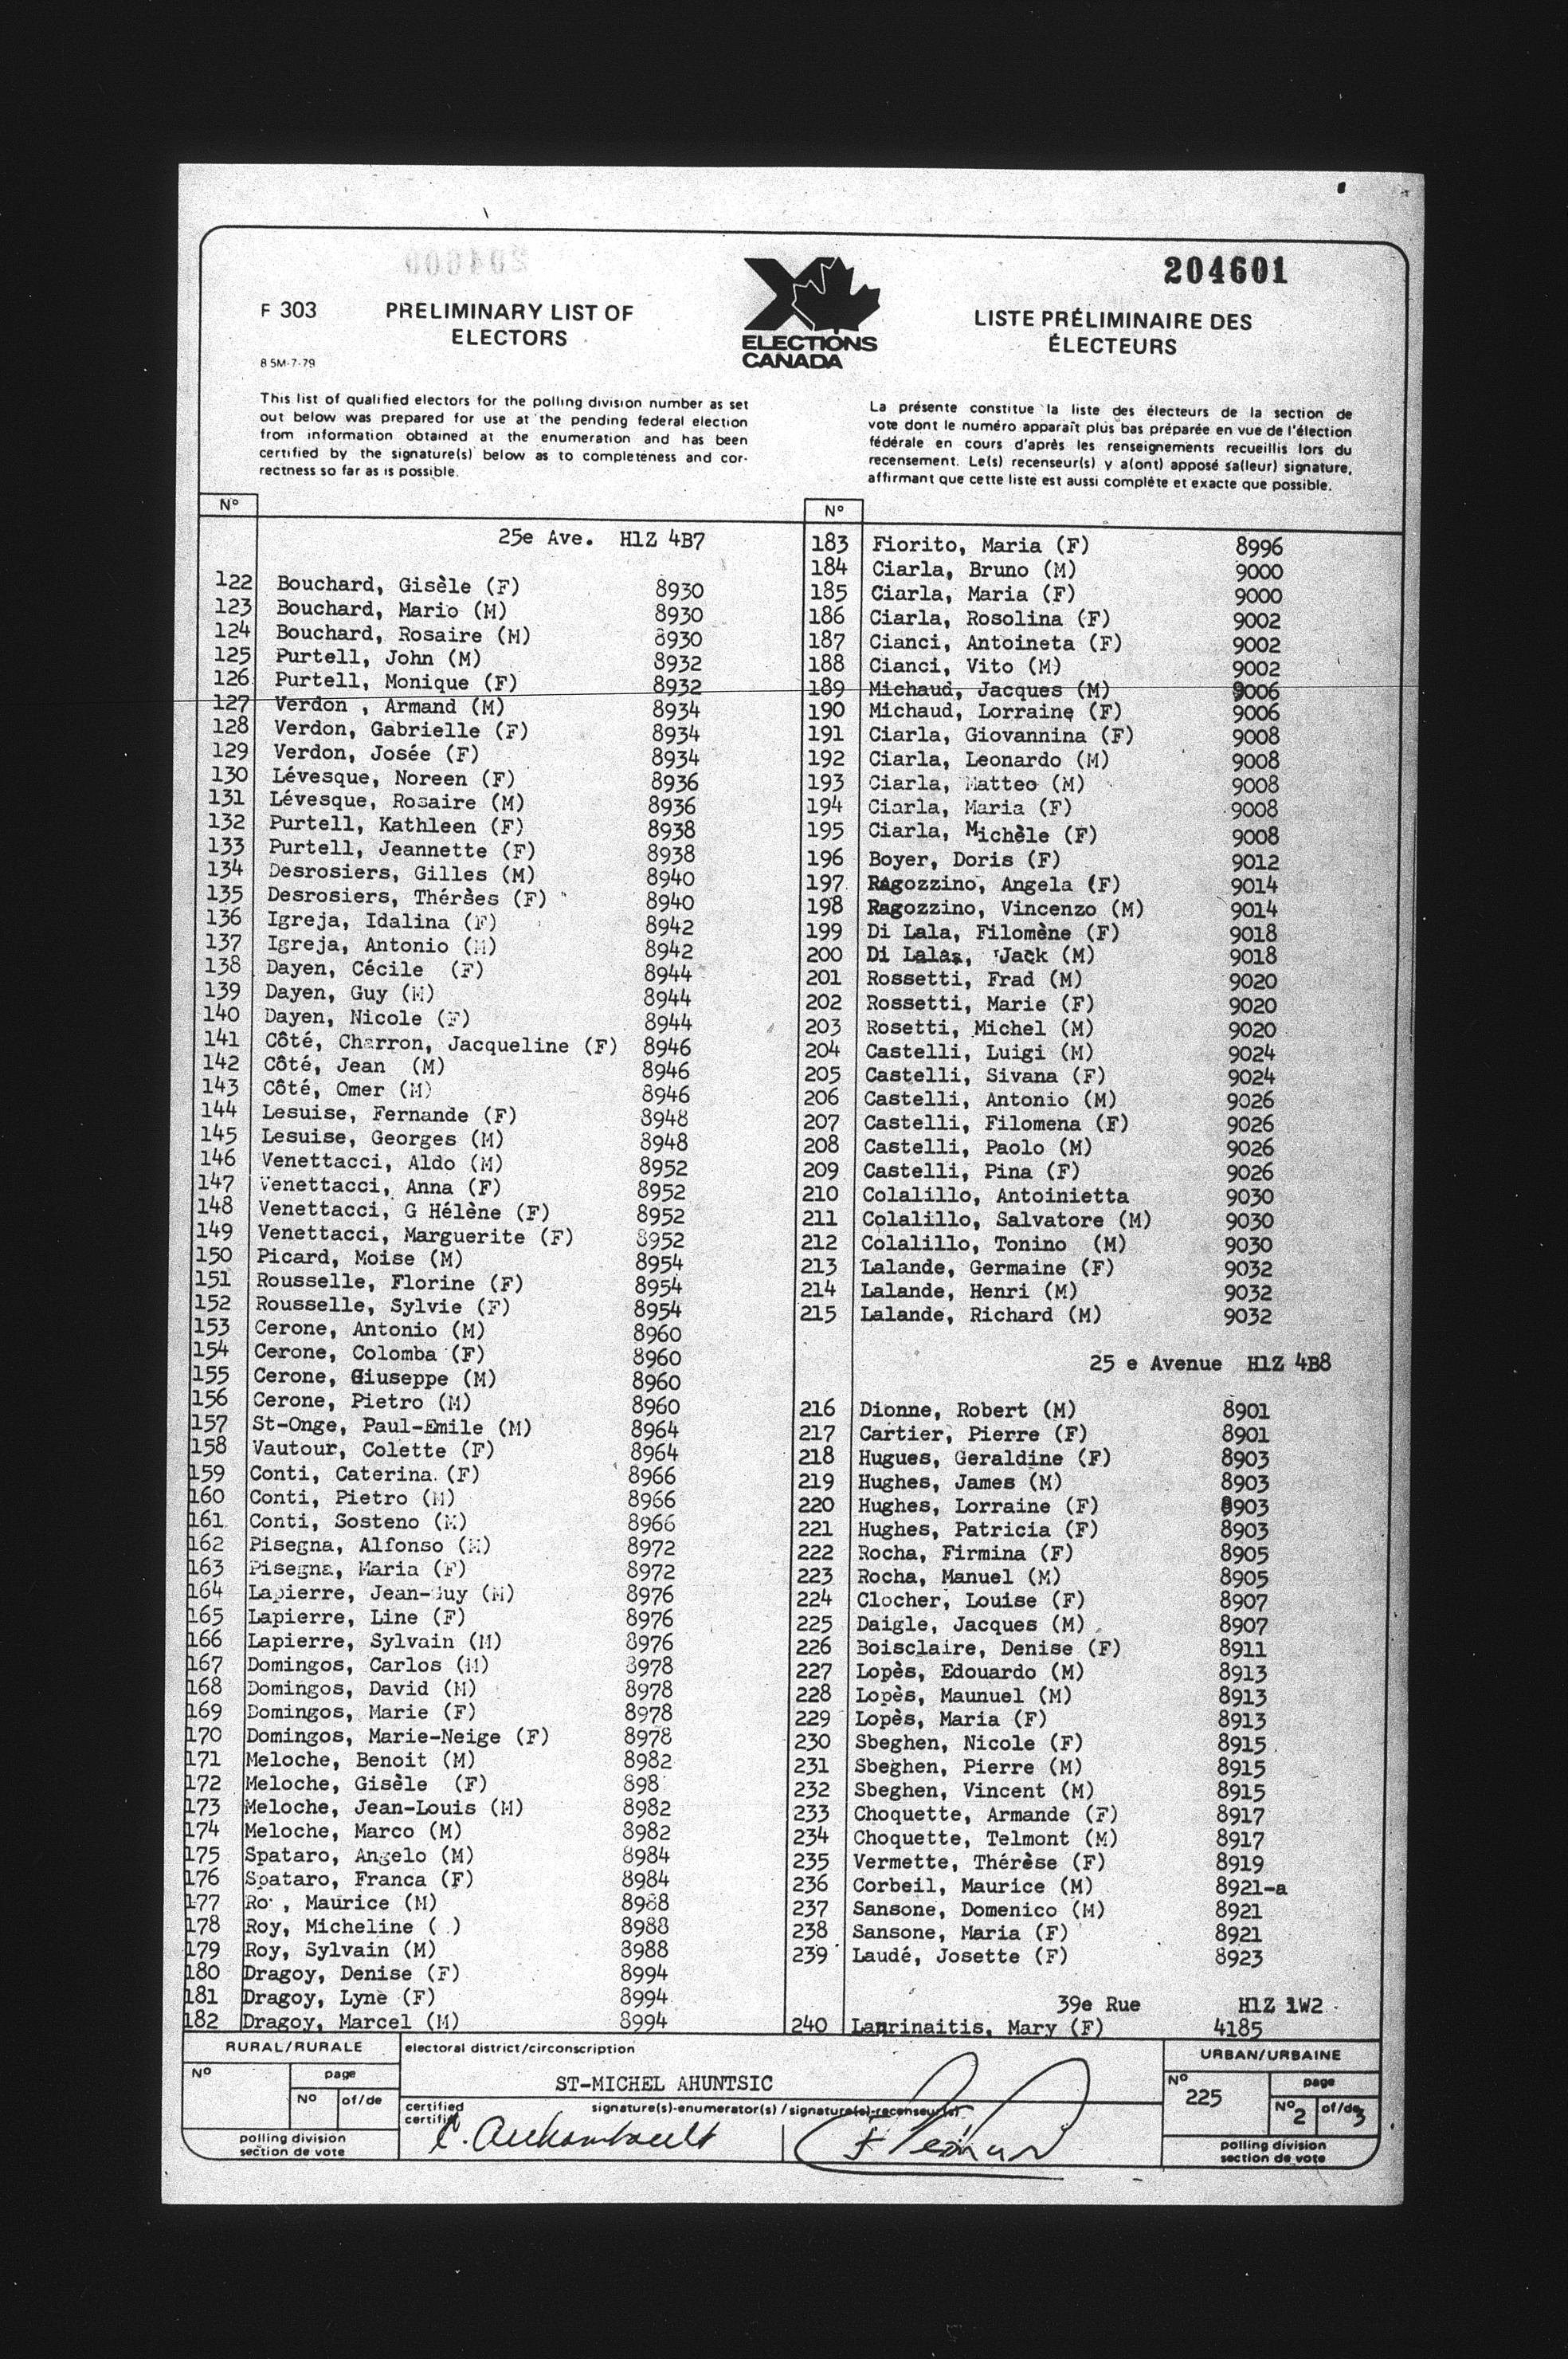 204601
F 303
PRELIMINARY LIST OF
ELECTORS
8 5M-7-79
ELECTIONS
CANADA
LISTE PRÉLIMINAIRE DES
ÉLECTEURS
This list of qualified electors for the polling division number as set
out below was prepared for use at the pending federal election
from information obtained at the enumeration and has been
certified by the signature(s) below as to completeness and cor-
rectness so far as is possible.
La présente constitue la liste des électeurs de la section de
vote dont le numéro apparaît plus bas préparée en vue de l'élection
fédérale en cours d'après les renseignements recueillis lors du
recensement. Le(s) recenseur(s) y a(ont) apposé sa(leur) signature,
affirmant que cette liste est aussi complète et exacte que possible.
Nº
25e Ave. H1Z 4B7
122 Bouchard, Gisèle (F) 8930
123 Bouchard, Mario (M) 8930
124 Bouchard, Rosaire (M) 8930
125 Purtell, John (M) 8932
126 Purtell, Monique (F) 8932
127 Verdon , Armand (M) 8934
128 Verdon, Gabrielle (F) 8934
129 Verdon, Josée (F) 8934
130 Lévesque, Noreen (F) 8936
131 Lévesque, Rosaire (M) 8936
132 Purtell, Kathleen (F) 8938
133 Purtell, Jeannette (F) 8938
134 Desrosiers, Gilles (M) 8940
135 Desrosiers, Thérèes (F) 8940
136 Igreja, Idalina (F) 8942
137 Igreja, Antonio (M) 8942
138 Dayen, Cécile (F) 8944
139 Dayen, Guy (M) 8944
140 Dayen, Nicole (F) 8944
141 Côté, Charron, Jacqueline (F) 8946
142 Côté, Jean (M) 8946
143 Côté, Omer (M) 8946
144 Lesuise, Fernande (F) 8948
145 Lesuise, Georges (M) 8948
146 Venettacci, Aldo (M) 8952
147 Venettacci, Anna (F) 8952
148 Venettacci, G Hélène (F) 8952
149 Venettacci, Marguerite (F) 8952
150 Picard, Moise (M) 8954
151 Rousselle, Florine (F) 8954
152 Rousselle, Sylvie (F) 8954
153 Cerone, Antonio (M) 8960
154 Cerone, Colomba (F) 8960
155 Cerone, Giuseppe (M) 8960
156 Cerone, Pietro (M) 8960
157 St-Onge, Paul-Emile (M) 8964
158 Vautour, Colette (F) 8964
159 Conti, Caterina. (F) 8966
160 Conti, Pietro (M) 8966
161 Conti, Sosteno (M) 8966
162 Pisegna, Alfonso (M) 8972
163 Pisegna, Maria (F) 8972
164 Lapierre, Jean-Guy (M) 8976
165 Lapierre, Line (F) 8976
166 Lapierre, Sylvain (M) 8976
167 Domingos, Carlos (M) 8978
168 Domingos, David (M) 8978
169 Domingos, Marie (F) 8978
170 Domingos, Marie-Neige (F) 8978
171 Meloche, Benoit (M) 8982
172 Meloche, Gisèle (F) 898
173 Meloche, Jean-Louis (M) 8982
174 Meloche, Marco (M) 8982
175 Spataro, Angelo (M) 8984
176 Spataro, Franca (F) 8984
177 Ro , Maurice (M) 8988
178 Roy, Micheline ( ) 8988
179 Roy, Sylvain (M) 8988
180 Dragoy, Denise (F) 8994
181 Dragoy, Lyne (F) 8994
182 Dragoy, Marcel (M) 8994
Nº
183 Fiorito, Maria (F) 8996
184 Ciarla, Bruno (M) 9000
185 Ciarla, Maria (F) 9000
186 Ciarla, Rosolina (F) 9002
187 Cianci, Antoineta (F) 9002
188 Cianci, Vito (M) 9002
189 Michaud, Jacques (M) 9006
190 Michaud, Lorraine (F) 9006
191 Ciarla, Giovannina (F) 9008
192 Ciarla, Leonardo (M) 9008
193 Ciarla, Matteo (M) 9008
194 Ciarla, Maria (F) 9008
195 Ciarla, Michèle (F) 9008
196 Boyer, Doris (F) 9012
197 Ragozzino, Angela (F) 9014
198 Ragozzino, Vincenzo (M) 9014
199 Di Lala, Filomène (F) 9018
200 Di Lalas, Jack (M) 9018
201 Rossetti, Frad (M) 9020
202 Rossetti, Marie (F) 9020
203 Rosetti, Michel (M) 9020
204 Castelli, Luigi (M) 9024
205 Castelli, Sivana (F) 9024
206 Castelli, Antonio (M) 9026
207 Castelli, Filomena (F) 9026
208 Castelli, Paolo (M) 9026
209 Castelli, Pina (F) 9026
210 Colalillo, Antoinietta 9030
211 Colalillo, Salvatore (M) 9030
212 Colalillo, Tonino (M) 9030
213 Lalande, Germaine (F) 9032
214 Lalande, Henri (M) 9032
215 Lalande, Richard (M) 9032
25 e Avenue H1Z 4B8
216 Dionne, Robert (M) 8901
217 Cartier, Pierre (F) 8901
218 Hugues, Geraldine (F) 8903
219 Hughes, James (M) 8903
220 Hughes, Lorraine (F) 8903
221 Hughes, Patricia (F) 8903
222 Rocha, Firmina (F) 8905
223 Rocha, Manuel (M) 8905
224 Clocher, Louise (F) 8907
225 Daigle, Jacques (M) 8907
226 Boisclaire, Denise (F) 8911
227 Lopès, Edouardo (M) 8913
228 Lopès, Maunuel (M) 8913
229 Lopès, Maria (F) 8913
230 Sbeghen, Nicole (F) 8915
231 Sbeghen, Pierre (M) 8915
232 Sbeghen, Vincent (M) 8915
233 Choquette, Armande (F) 8917
234 Choquette, Telmont (M) 8917
235 Vermette, Thérèse (F) 8919
236 Corbeil, Maurice (M) 8921-a
237 Sansone, Domenico (M) 8921
238 Sansone, Maria (F) 8921
239 Laudé, Josette (F) 8923
39e Rue H1Z 1W2
240 Laurinaitis, Mary (F) 4185
RURAL/RURALE
Nº
page
Nº of/de
polling division
section de vote
electoral district/circonscription
ST-MICHEL AHUNTSIC
certified
certifié
signature(s)-enumerator(s) / signature(s)-recenseur(s)
C. Archambault
URBAN/URBAINE
Nº
225
page
Nº 2 of/de 3
polling division
section de vote